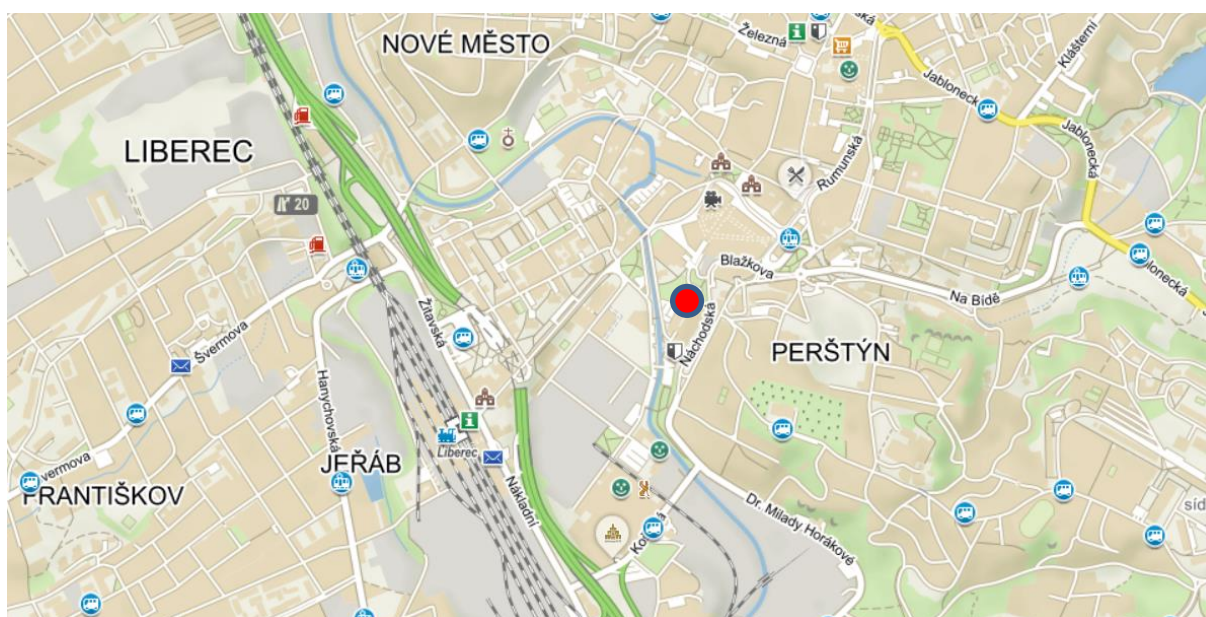 NOVÉ MĚSTO
Železná
Klášterní
Jablonecká
Jablonecká
LIBEREC
Rumunská
20
Blažkova
Na Bídě
Žitavská
Švermova
Náchodská
PERŠTÝN
Hanychovská
Liberec
JEŘÁB
FRANTIŠKOV
Nákladní
Dr. Milady Horákové
síd